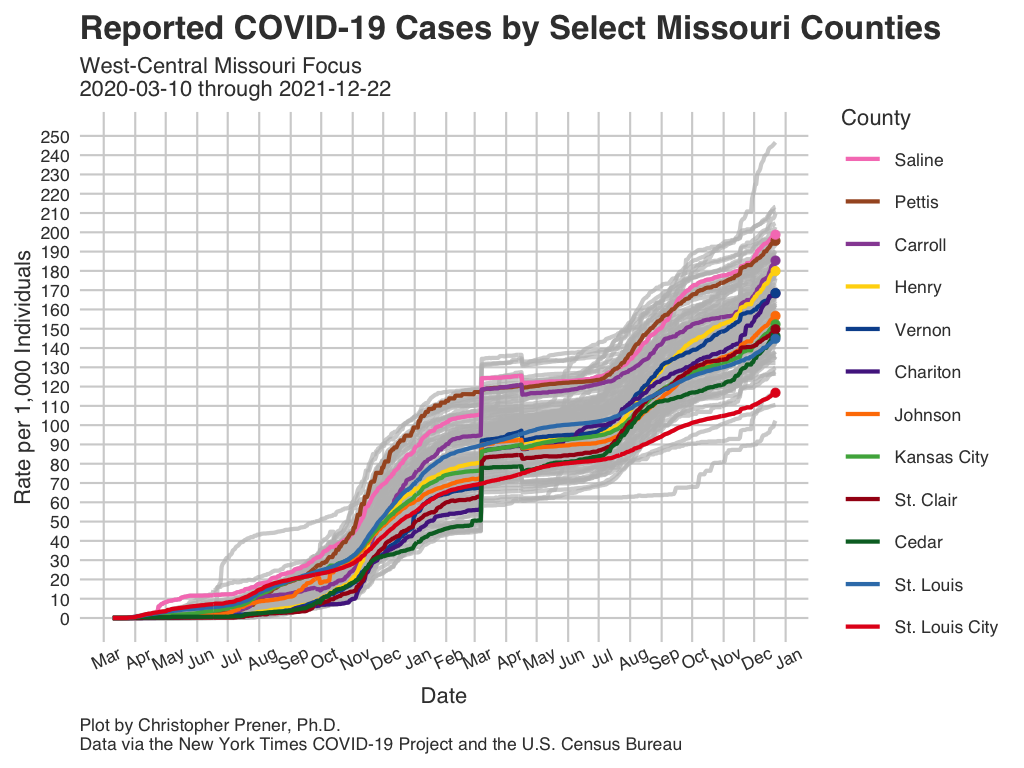 Reported COVID-19 Cases by Select Missouri Counties
West-Central Missouri Focus
2020-03-10 through 2021-12-22
County
Saline
Pettis
Carroll
Henry
Vernon
Chariton
Johnson
Kansas City
St. Clair
Cedar
St. Louis
St. Louis City
Rate per 1,000 Individuals
250
240
230
220
210
200
190
180
170
160
150
140
130
120
110
100
90
80
70
60
50
40
30
20
10
0
Mar Apr May Jun Jul Aug Sep Oct Nov Dec Jan Feb Mar Apr May Jun Jul Aug Sep Oct Nov Dec Jan
Date
Plot by Christopher Prener, Ph.D.
Data via the New York Times COVID-19 Project and the U.S. Census Bureau